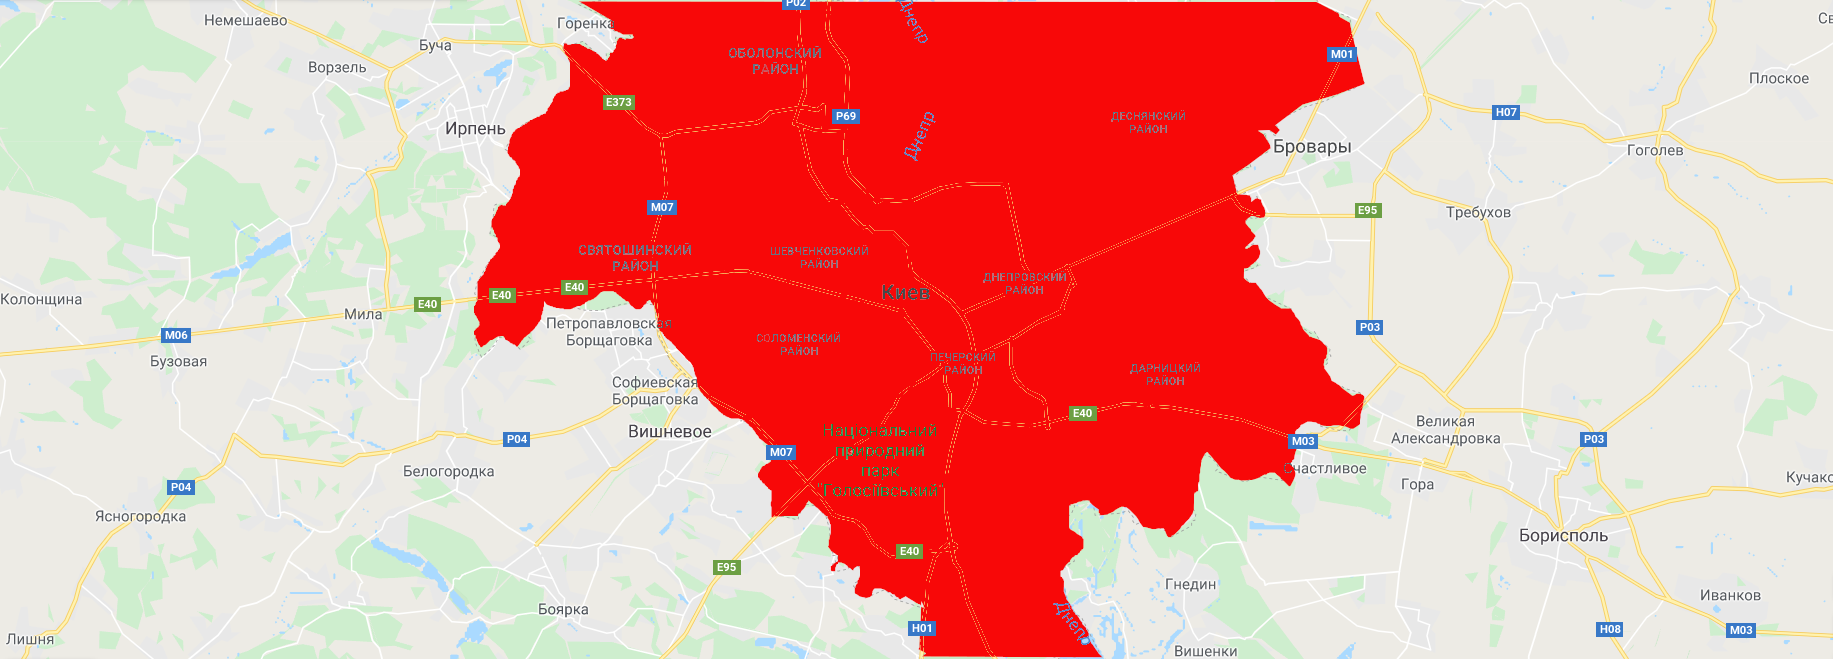 P02
Днепр
Немешаево
Горенка
Св
Буча
ОБОЛОНСКИЙ
РАЙОН
M01
Ворзель
Плоское
E373
P69
H07
ДЕСНЯНСКИЙ
РАЙОН
Ирпень
Днепр
Бровары
Гоголев
M07
E95
Требухов
СВЯТОШИНСКИЙ
РАЙОН
ШЕВЧЕНКОВСКИЙ
РАЙОН
ДНЕПРОВСКИЙ
РАЙОН
E40
E40
Киев
Колонщина
E40
Мила
Петропавловская
Борщаговка
P03
M06
СОЛОМЕНСКИЙ
РАЙОН
Бузовая
ПЕЧЕРСКИЙ
РАЙОН
ДАРНИЦКИЙ
РАЙОН
Софиевская
Борщаговка
E40
Великая
Александровка
Вишневое
Національний
природний
парк
"Голосіївський"
P04
M03
P03
M07
Белогородка
Счастливое
Кучако
Гора
P04
Ясногородка
Борисполь
E40
E95
Гнедин
Иванков
Боярка
Днепр
H01
H08
M03
Лишня
Вишенки